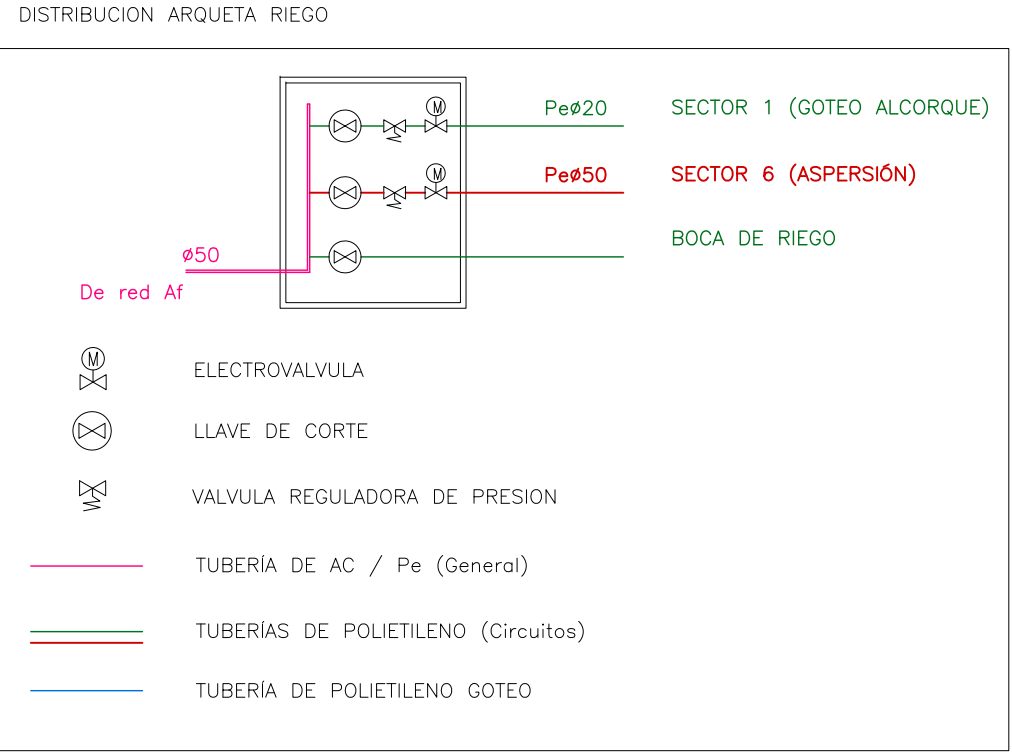 DISTRIBUCION ARQUETA RIEGO
M
Peø20 SECTOR 1 (GOTEO ALCORQUE)
M
Peø50 SECTOR 6 (ASPERSIÓN)
BOCA DE RIEGO
ø50
De red Af
M
ELECTROVALVULA
LLAVE DE CORTE
VALVULA REGULADORA DE PRESION
TUBERÍA DE AC / Pe (General)
TUBERÍAS DE POLIETILENO (Circuitos)
TUBERÍA DE POLIETILENO GOTEO